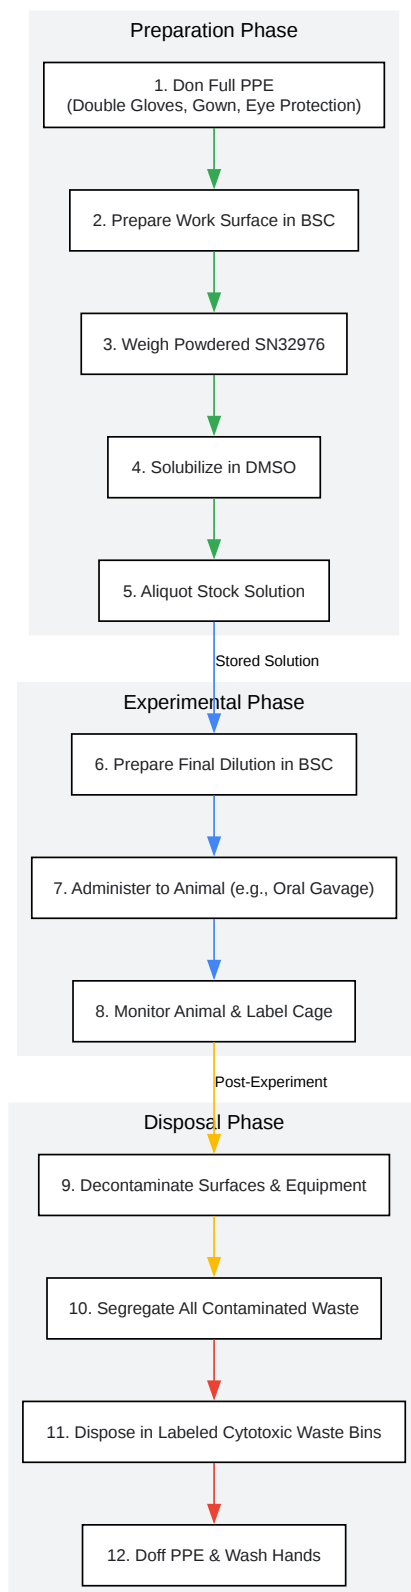 Preparation Phase
1. Don Full PPE
(Double Gloves, Gown, Eye Protection)
2. Prepare Work Surface in BSC
3. Weigh Powdered SN32976
4. Solubilize in DMSO
5. Aliquot Stock Solution
Stored Solution
Experimental Phase
6. Prepare Final Dilution in BSC
7. Administer to Animal (e.g., Oral Gavage)
8. Monitor Animal & Label Cage
Post-Experiment
Disposal Phase
9. Decontaminate Surfaces & Equipment
10. Segregate All Contaminated Waste
11. Dispose in Labeled Cytotoxic Waste Bins
12. Doff PPE & Wash Hands